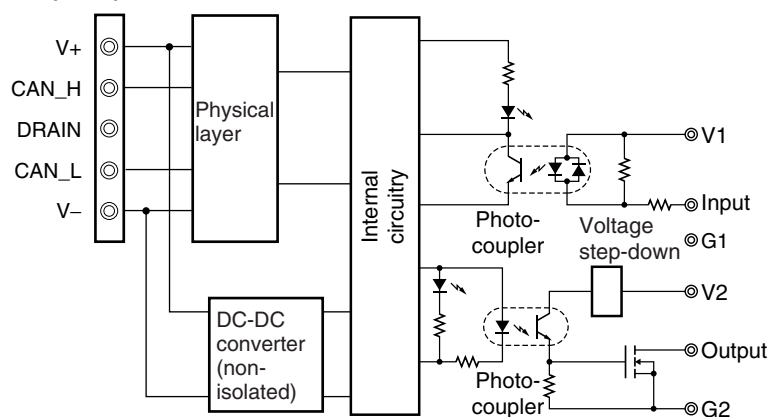 V+
CAN_H
DRAIN
CAN_L
V–
Physical
layer
DC-DC
converter
(non-
isolated)
Internal
circuitry
Photo-
coupler
Voltage
step-down
V1
Input
G1
V2
Output
G2
Photo-
coupler